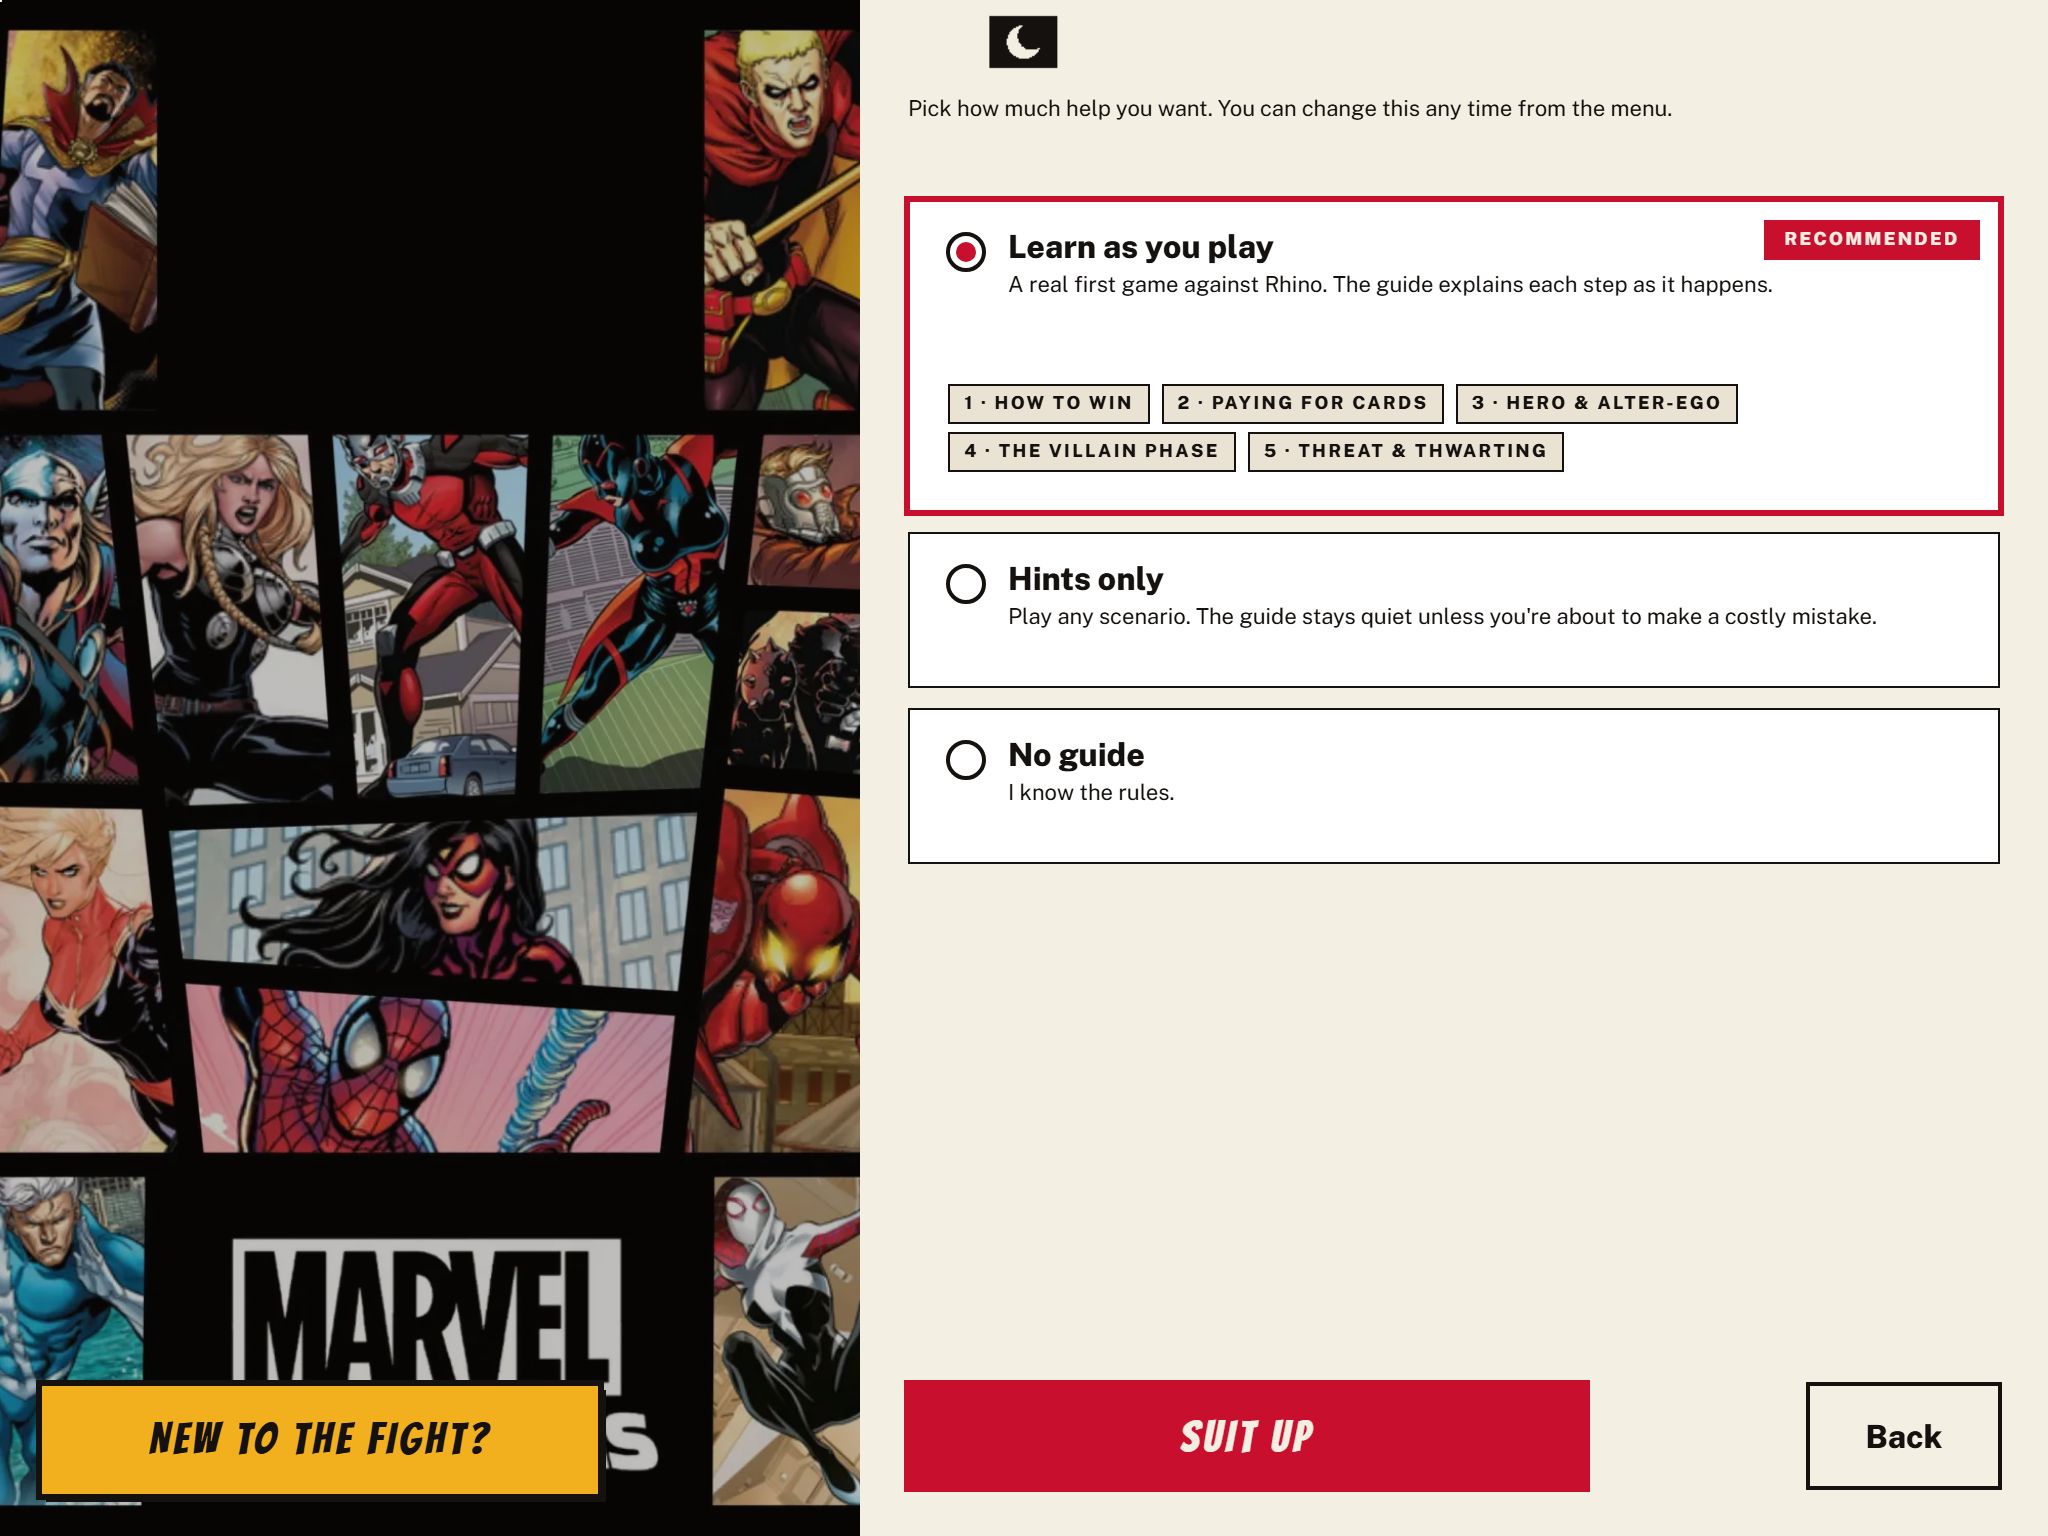 Pick how much help you want. You can change this any time from the menu.
Learn as you play
RECOMMENDED
A real first game against Rhino. The guide explains each step as it happens.
1 · HOW TO WIN
2 · PAYING FOR CARDS
3 · HERO & ALTER-EGO
4 · THE VILLAIN PHASE
5 · THREAT & THWARTING
Hints only
Play any scenario. The guide stays quiet unless you're about to make a costly mistake.
No guide
I know the rules.
MARVEL
NEW TO THE FIGHT?
SUIT UP
Back